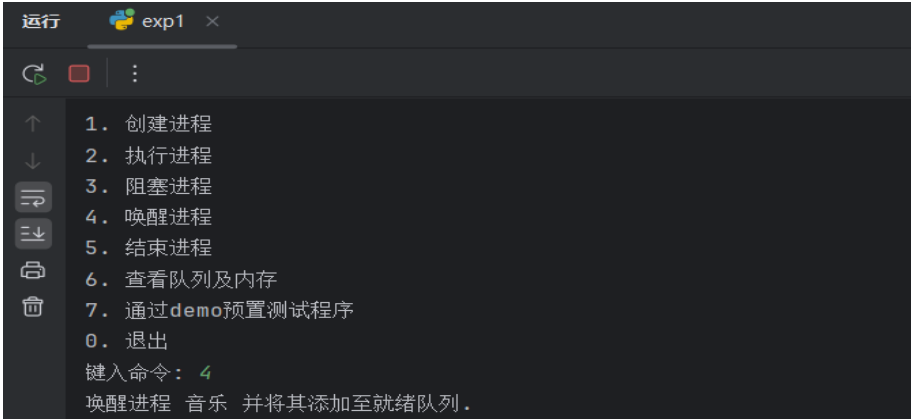 运行 exp1
1. 创建进程
2. 执行进程
3. 阻塞进程
4. 唤醒进程
5. 结束进程
6. 查看队列及内存
7. 通过demo预置测试程序
0. 退出
键入命令: 4
唤醒进程 音乐 并将其添加至就绪队列.